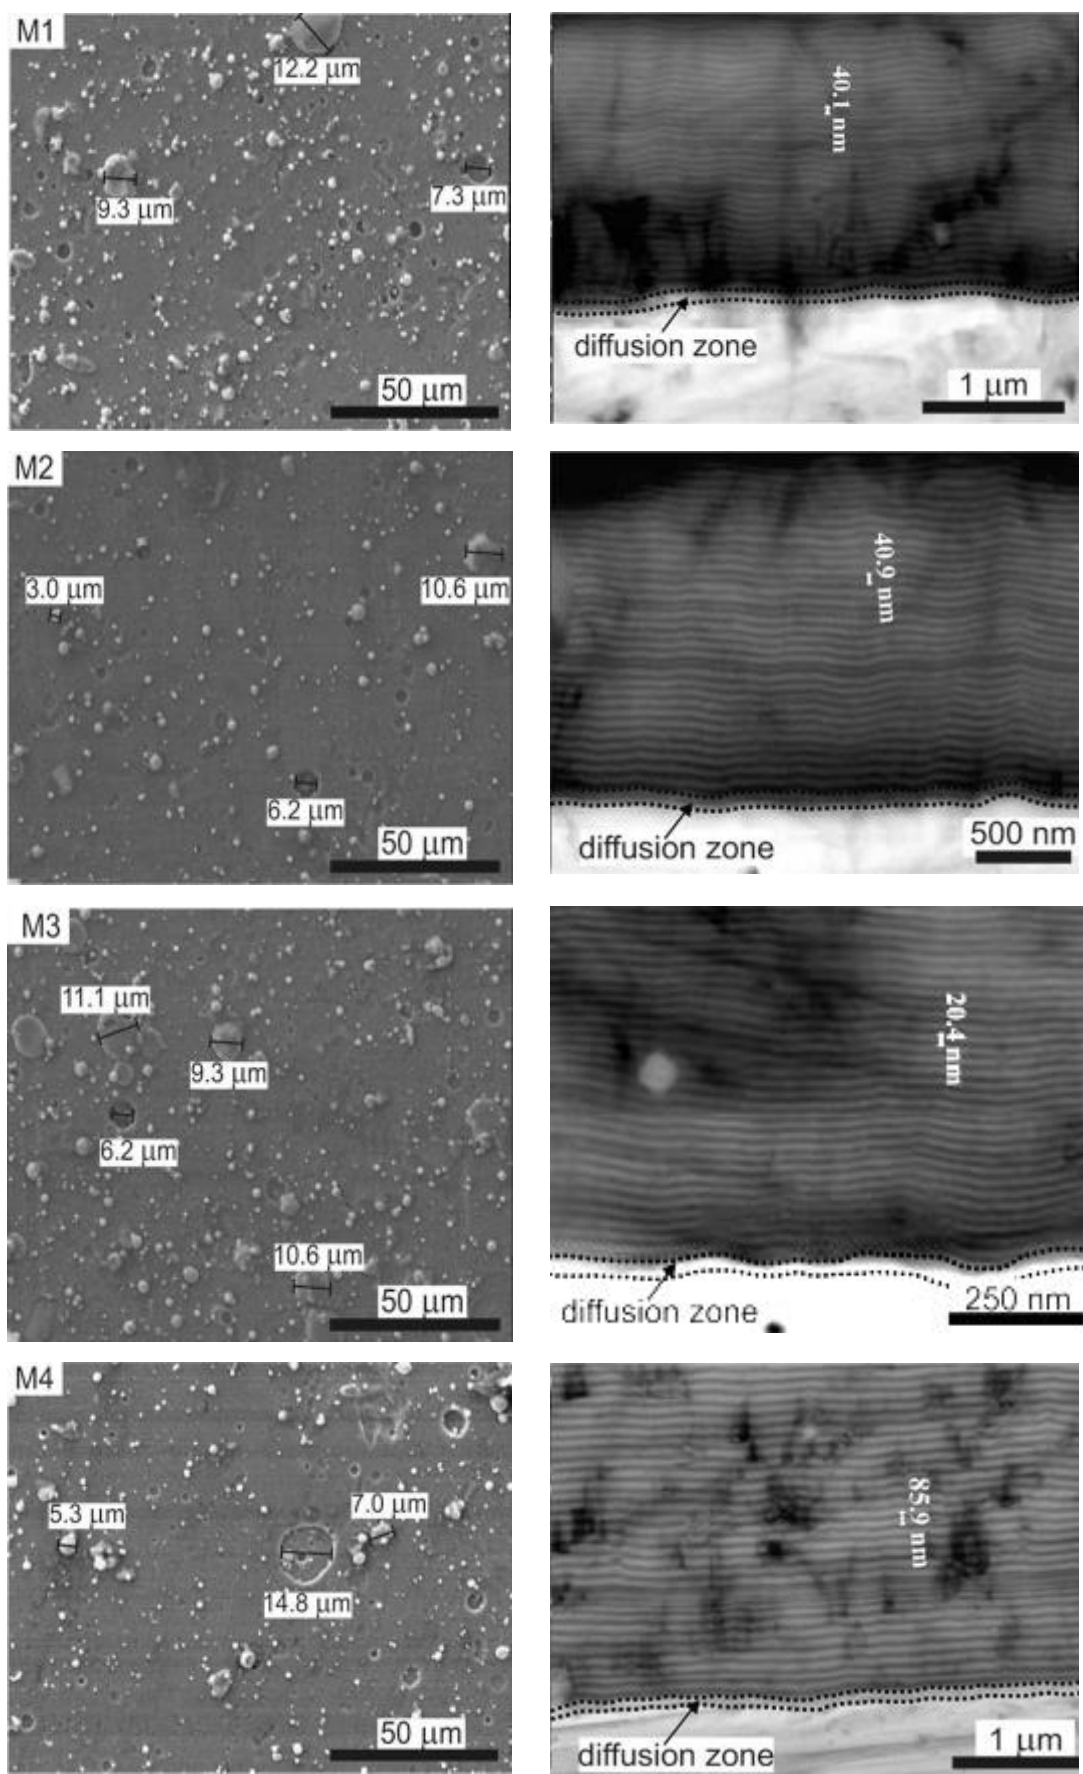 M1
12.2 μm
9.3 μm
7.3 μm
50 μm
40.1 nm
diffusion zone
1 μm
M2
3.0 μm
10.6 μm
6.2 μm
50 μm
40.9 nm
diffusion zone
500 nm
M3
11.1 μm
9.3 μm
6.2 μm
10.6 μm
50 μm
20.4 nm
diffusion zone
250 nm
M4
5.3 μm
7.0 μm
14.8 μm
50 μm
85.9 nm
diffusion zone
1 μm